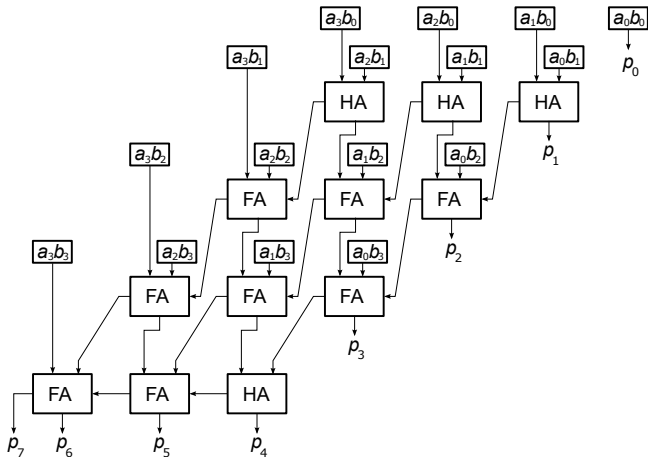 a₃b₀ a₂b₀ a₁b₀ a₀b₀
a₃b₁ a₂b₁ a₁b₁ a₀b₁ p₀
HA HA HA
a₃b₂ a₂b₂ a₁b₂ a₀b₂ p₁
FA FA FA
a₃b₃ a₂b₃ a₁b₃ a₀b₃ p₂
FA FA FA
p₃
FA FA HA
p₇ p₆ p₅ p₄